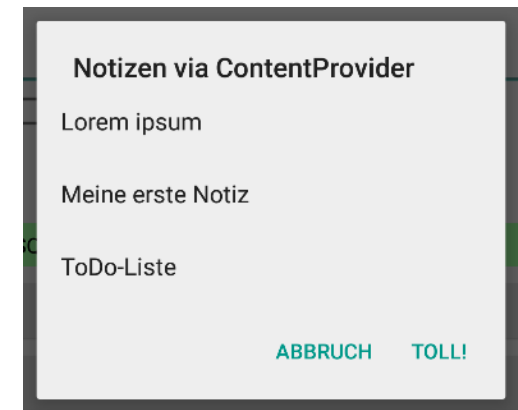 Notizen via ContentProvider
Lorem ipsum
Meine erste Notiz
ToDo-Liste
ABBRUCH TOLL!